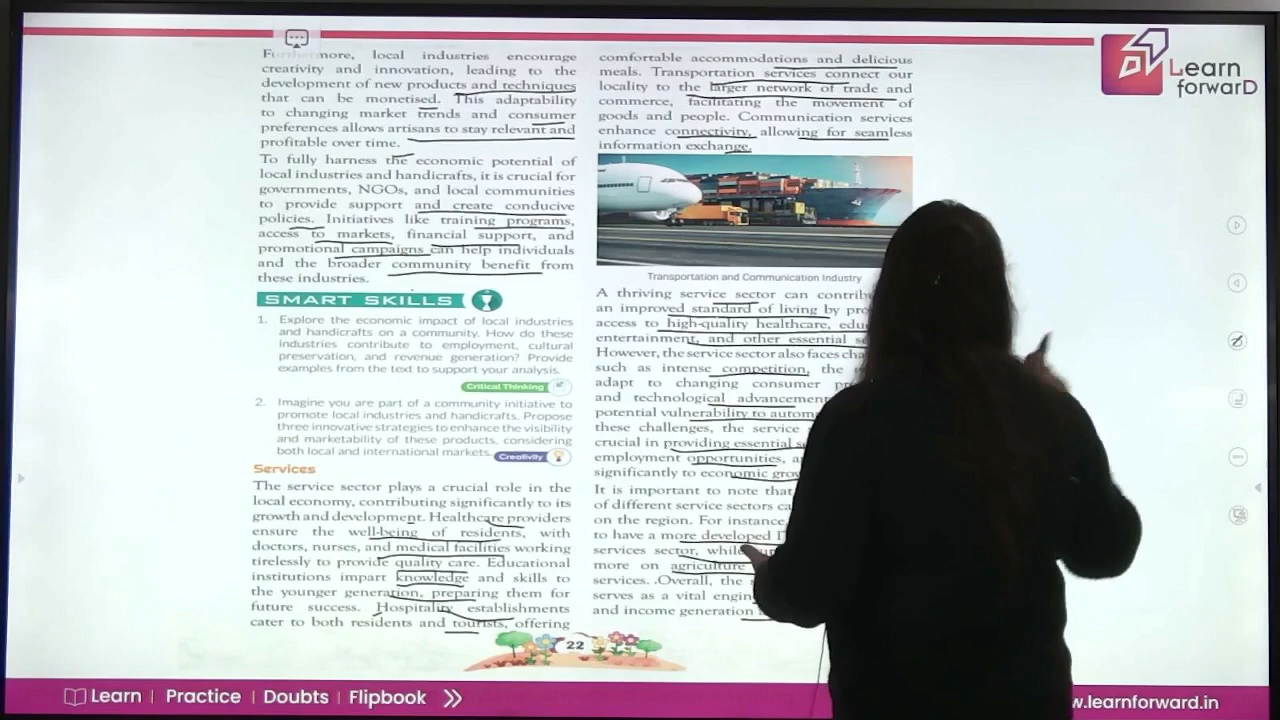 Learn
forwarD
Furthermore, local industries encourage
creativity and innovation, leading to the
development of new products and techniques
that can be monetised. This adaptability
to changing market trends and consumer
preferences allows artisans to stay relevant and
profitable over time.
To fully harness the economic potential of
local industries and handicrafts, it is crucial for
governments, NGOs, and local communities
to provide support and create conducive
policies. Initiatives like training programs,
access to markets, financial support, and
promotional campaigns can help individuals
and the broader community benefit from
these industries.
SMART SKILLS
1. Explore the economic impact of local industries
and handicrafts on a community. How do these
industries contribute to employment, cultural
preservation, and revenue generation? Provide
examples from the text to support your analysis.
Critical Thinking
2. Imagine you are part of a community initiative to
promote local industries and handicrafts. Propose
three innovative strategies to enhance the visibility
and marketability of these products, considering
both local and international markets.
Creativity
Services
The service sector plays a crucial role in the
local economy, contributing significantly to its
growth and development. Healthcare providers
ensure the well-being of residents, with
doctors, nurses, and medical facilities working
tirelessly to provide quality care. Educational
institutions impart knowledge and skills to
the younger generation, preparing them for
future success. Hospitality establishments
cater to both residents and tourists, offering
comfortable accommodations and delicious
meals. Transportation services connect our
locality to the larger network of trade and
commerce, facilitating the movement of
goods and people. Communication services
enhance connectivity, allowing for seamless
information exchange.
Transportation and Communication Industry
A thriving service sector can
an improved standard of living by
access to high-quality healthcare,
entertainment, and other essential
However, the service sector also faces
such as intense competition, the
adapt to changing consumer
and technological
potential vulnerability to
these challenges, the service
crucial in providing essential
employment opportunities,
significantly to economic
It is important to note that
of different service sectors
on the region. For instance,
to have a more developed
services sector, while
more on agriculture
services. .Overall, the
serves as a vital
and income generation
22
Learn | Practice | Doubts | Flipbook
w.learnforward.in